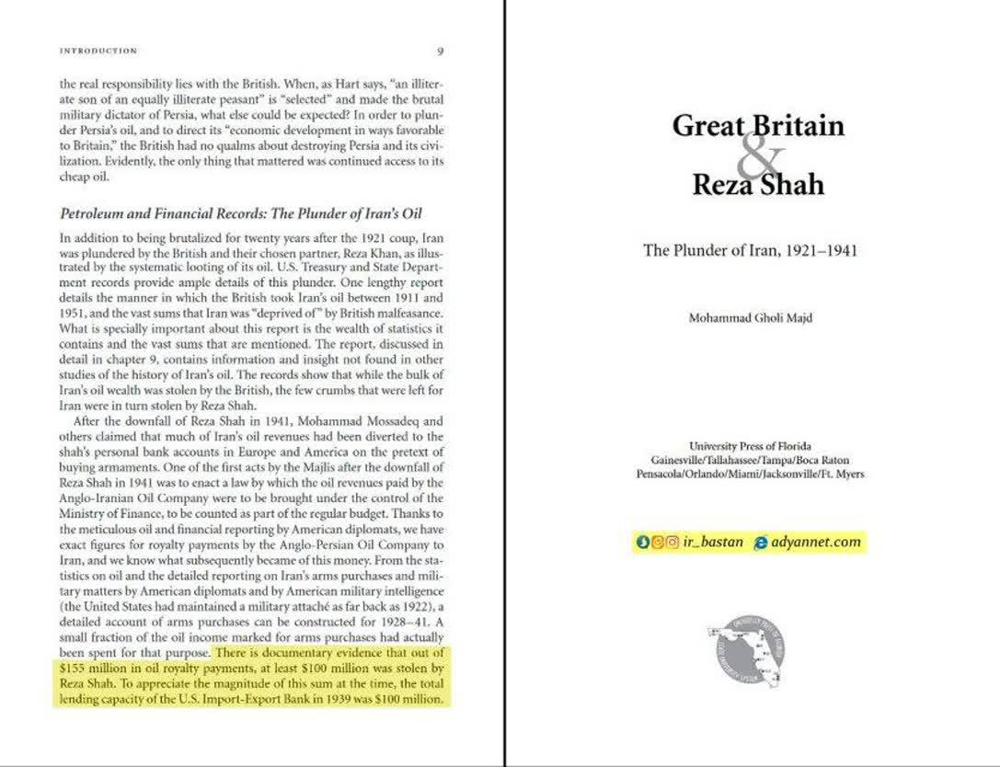 INTRODUCTION 9
the real responsibility lies with the British. When, as Hart says, “an illiter-
ate son of an equally illiterate peasant” is “selected” and made the brutal
military dictator of Persia, what else could be expected? In order to plun-
der Persia’s oil, and to direct its “economic development in ways favorable
to Britain,” the British had no qualms about destroying Persia and its civi-
lization. Evidently, the only thing that mattered was continued access to its
cheap oil.
Petroleum and Financial Records: The Plunder of Iran’s Oil
In addition to being brutalized for twenty years after the 1921 coup, Iran
was plundered by the British and their chosen partner, Reza Khan, as illus-
trated by the systematic looting of its oil. U.S. Treasury and State Depart-
ment records provide ample details of this plunder. One lengthy report
details the manner in which the British took Iran’s oil between 1911 and
1951, and the vast sums that Iran was “deprived of” by British malfeasance.
What is specially important about this report is the wealth of statistics it
contains and the vast sums that are mentioned. The report, discussed in
detail in chapter 9, contains information and insight not found in other
studies of the history of Iran’s oil. The records show that while the bulk of
Iran’s oil wealth was stolen by the British, the few crumbs that were left for
Iran were in turn stolen by Reza Shah.
After the downfall of Reza Shah in 1941, Mohammad Mossadeq and
others claimed that much of Iran’s oil revenues had been diverted to the
shah’s personal bank accounts in Europe and America on the pretext of
buying armaments. One of the first acts by the Majlis after the downfall of
Reza Shah in 1941 was to enact a law by which the oil revenues paid by the
Anglo-Iranian Oil Company were to be brought under the control of the
Ministry of Finance, to be counted as part of the regular budget. Thanks to
the meticulous oil and financial reporting by American diplomats, we have
exact figures for royalty payments by the Anglo-Persian Oil Company to
Iran, and we know what subsequently became of this money. From the sta-
tistics on oil and the detailed reporting on Iran’s arms purchases and mili-
tary matters by American diplomats and by American military intelligence
(the United States had maintained a military attaché as far back as 1922), a
detailed account of arms purchases can be constructed for 1928–41. A
small fraction of the oil income marked for arms purchases had actually
been spent for that purpose. There is documentary evidence that out of
$155 million in oil royalty payments, at least $100 million was stolen by
Reza Shah. To appreciate the magnitude of this sum at the time, the total
lending capacity of the U.S. Import-Export Bank in 1939 was $100 million.
Great Britain
&
Reza Shah
The Plunder of Iran, 1921–1941
Mohammad Gholi Majd
University Press of Florida
Gainesville/Tallahassee/Tampa/Boca Raton
Pensacola/Orlando/Miami/Jacksonville/Ft. Myers
ir_bastan adyannet.com